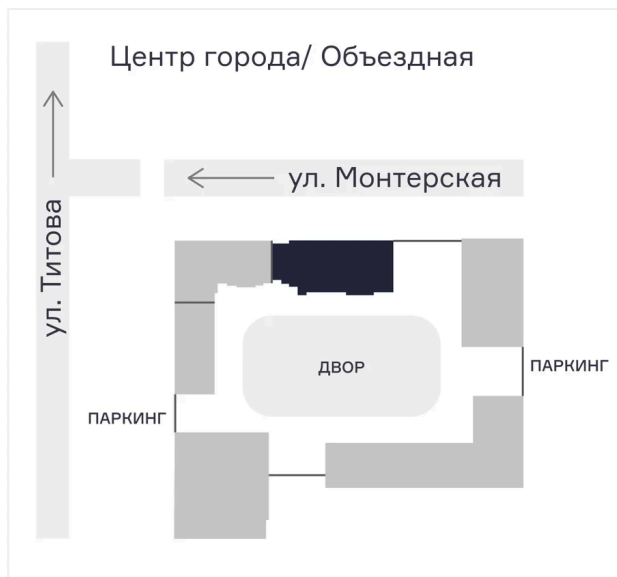 Центр города/ Объездная
ул. Монтерская
ул. Титова
ДВОР
ПАРКИНГ
ПАРКИНГ